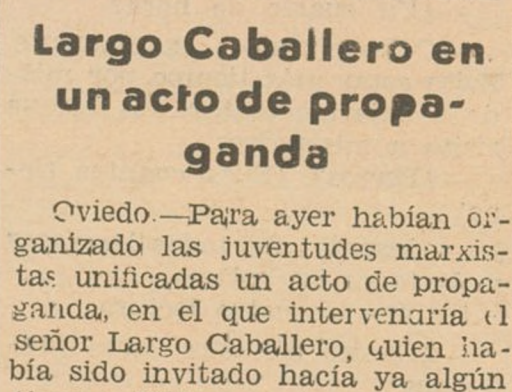 Largo Caballero en
un acto de propa-
ganda
Oviedo.—Para ayer habían or-
ganizado las juventudes marxis-
tas unificadas un acto de propa-
ganda, en el que intervenaría el
señor Largo Caballero, quien ha-
bía sido invitado hacía ya algún